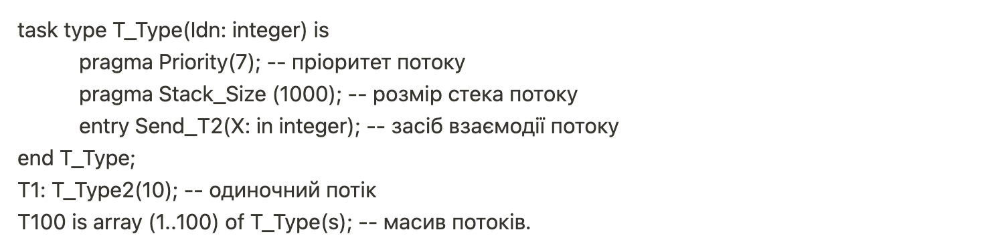 task type T_Type(Idn: integer) is
pragma Priority(7); -- пріоритет потоку
pragma Stack_Size (1000); -- розмір стека потоку
entry Send_T2(X: in integer); -- засіб взаємодії потоку
end T_Type;
T1: T_Type2(10); -- одиночний потік
T100 is array (1..100) of T_Type(s); -- масив потоків.